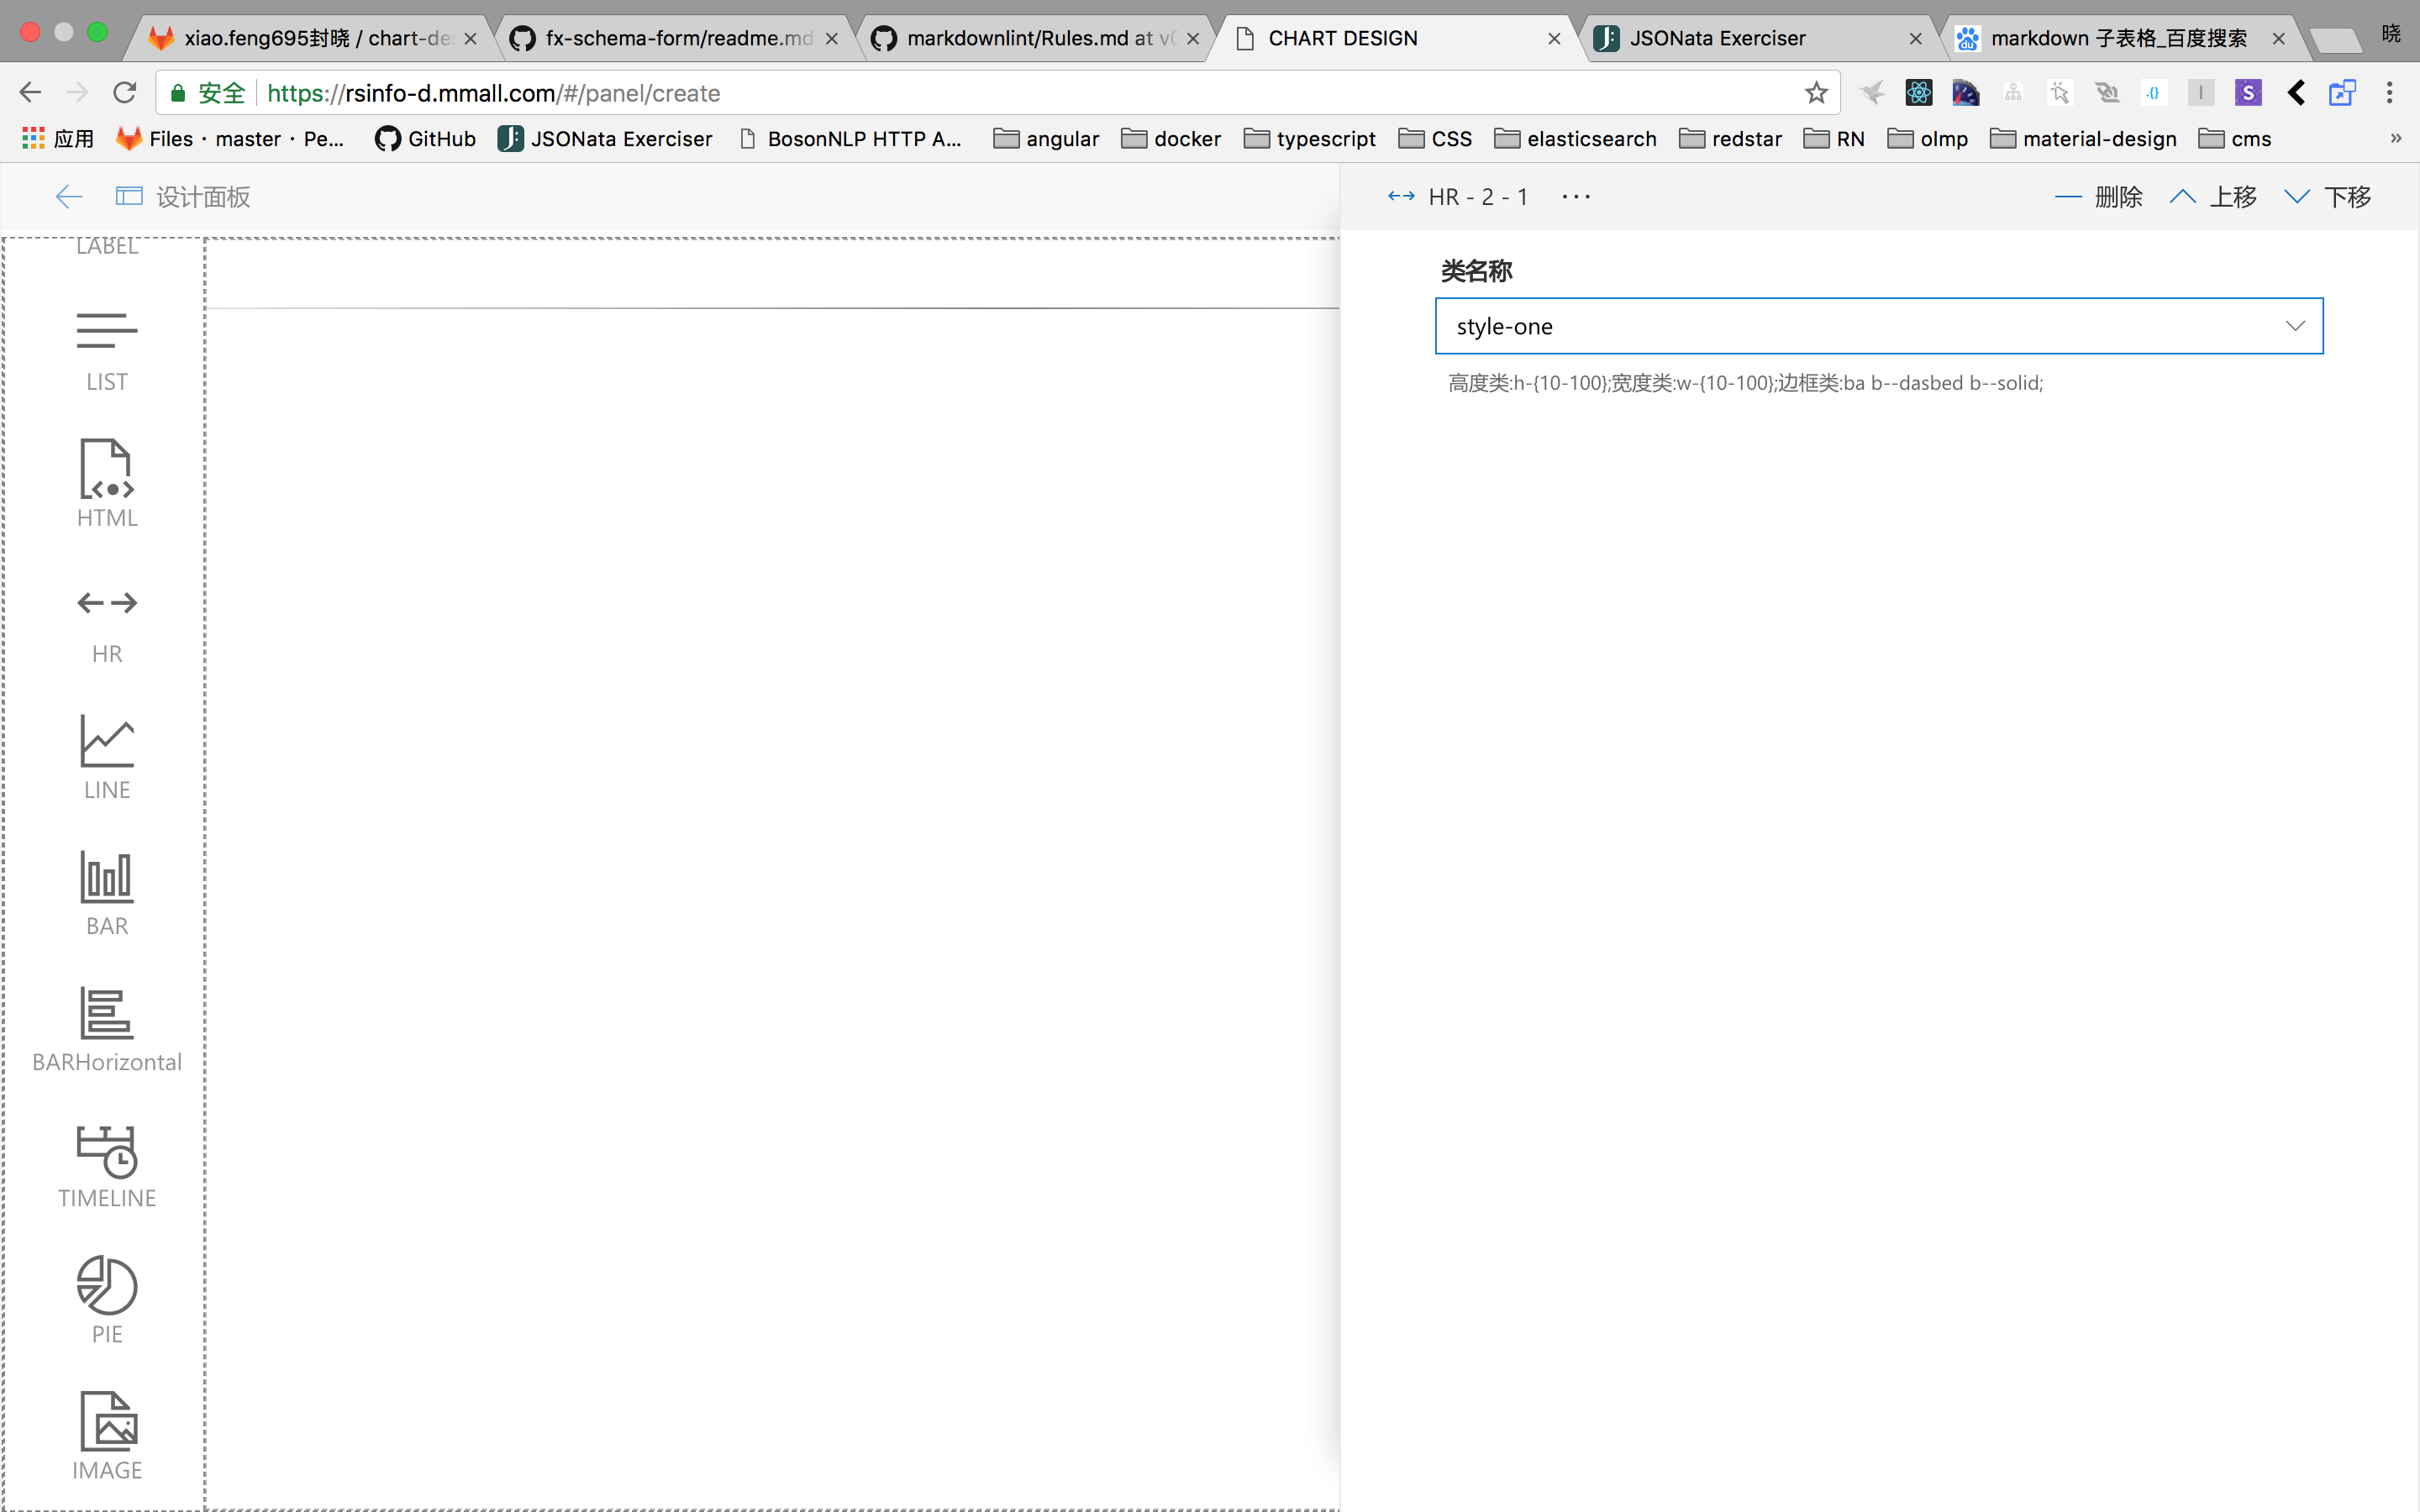 xiao.feng695封晓 / chart-des
fx-schema-form/readme.md
markdownlint/Rules.md at v0
CHART DESIGN
JSONata Exerciser
markdown 子表格_百度搜索
晓
安全
https://rsinfo-d.mmall.com/#/panel/create
应用
Files · master · Pe...
GitHub
JSONata Exerciser
BosonNLP HTTP A...
angular
docker
typescript
CSS
elasticsearch
redstar
RN
olmp
material-design
cms
»
设计面板
HR - 2 - 1
···
删除
上移
下移
LABEL
LIST
HTML
HR
LINE
BAR
BARHorizontal
TIMELINE
PIE
IMAGE
类名称
style-one
高度类:h-{10-100};宽度类:w-{10-100};边框类:ba b--dasbed b--solid;